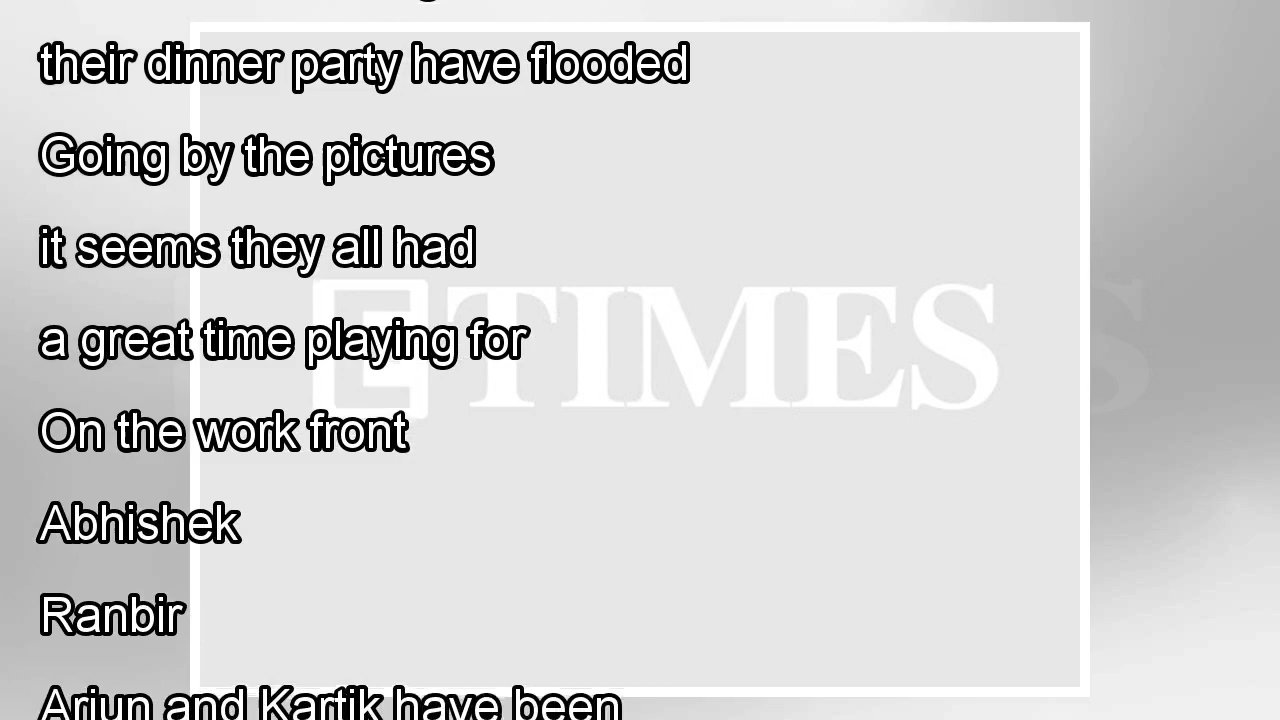 their dinner party have flooded
Going by the pictures
it seems they all had
a great time playing for
ETIMES
On the work front
Abhishek
Ranbir
Arjun and Kartik have been